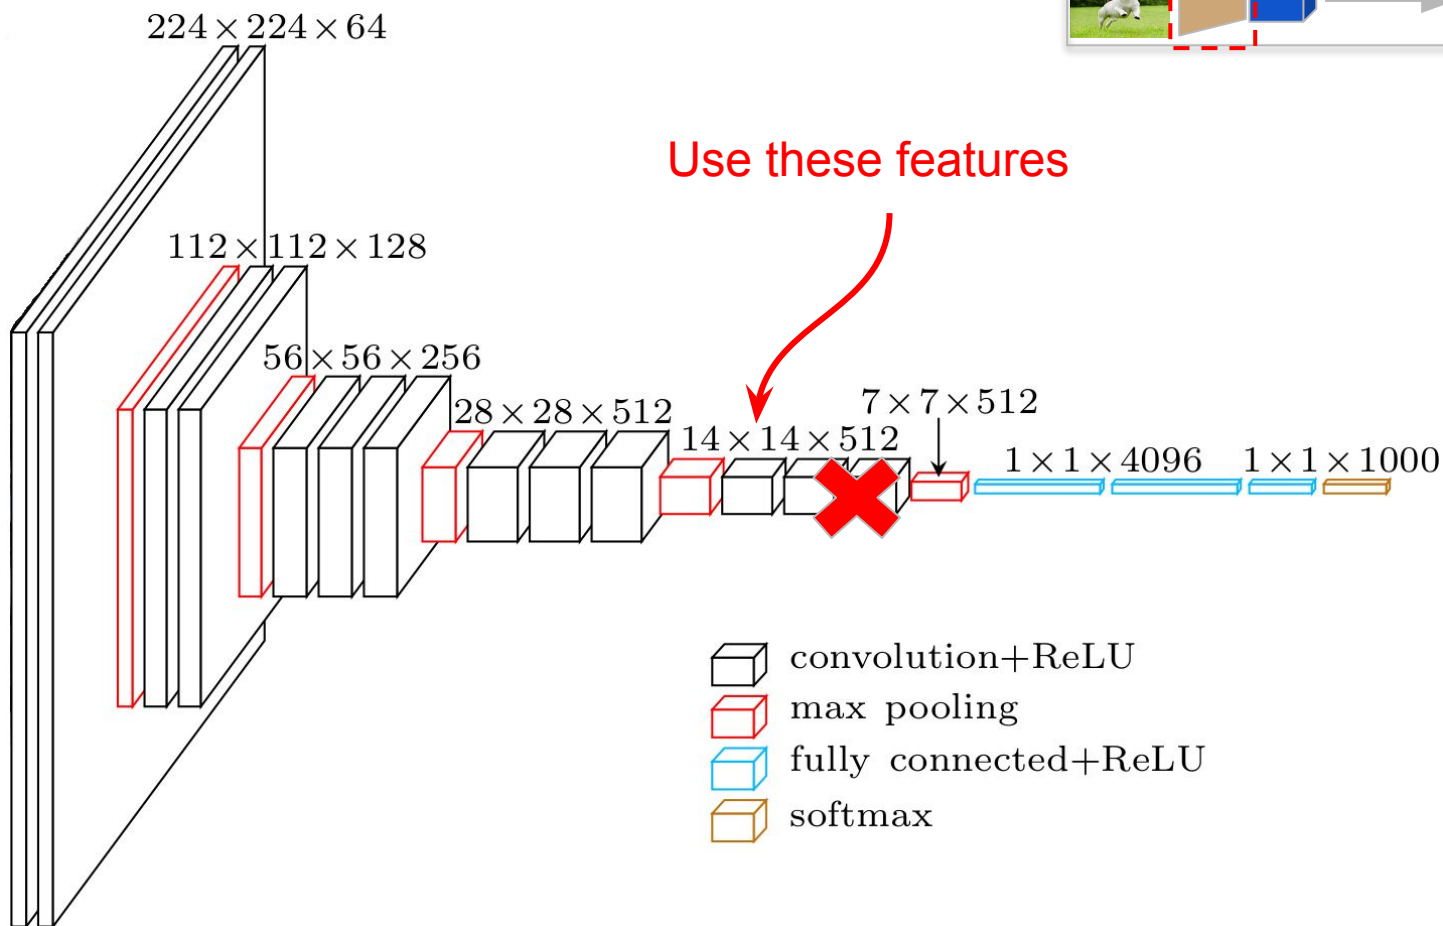 224×224×64
Use these features
112×112×128
56×56×256
28×28×512
7×7×512
14×14×512
1×1×4096
1×1×1000
convolution+ReLU
max pooling
fully connected+ReLU
softmax